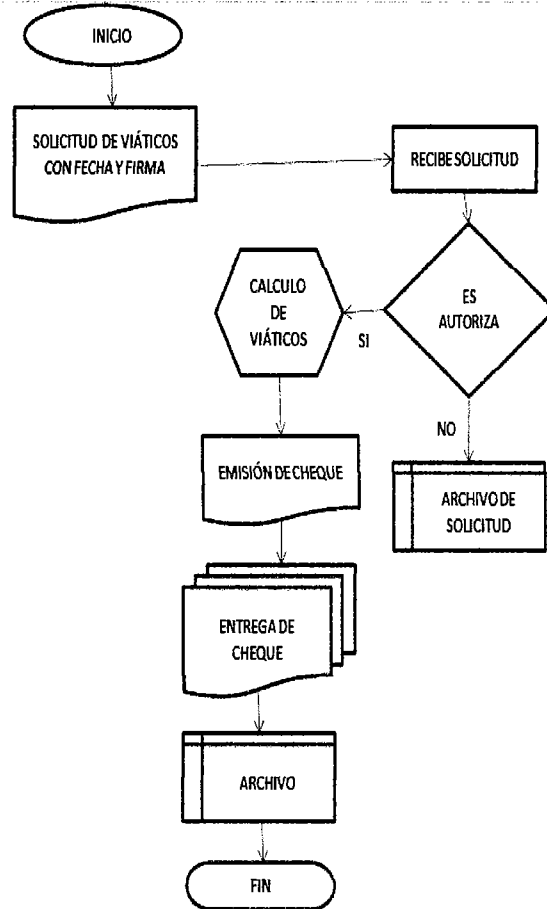 INICIO
SOLICITUD DE VIÁTICOS
CON FECHA Y FIRMA
RECIBE SOLICITUD
ES
AUTORIZA
SI
CALCULO
DE
VIÁTICOS
NO
ARCHIVO DE
SOLICITUD
EMISIÓN DE CHEQUE
ENTREGA DE
CHEQUE
ARCHIVO
FIN